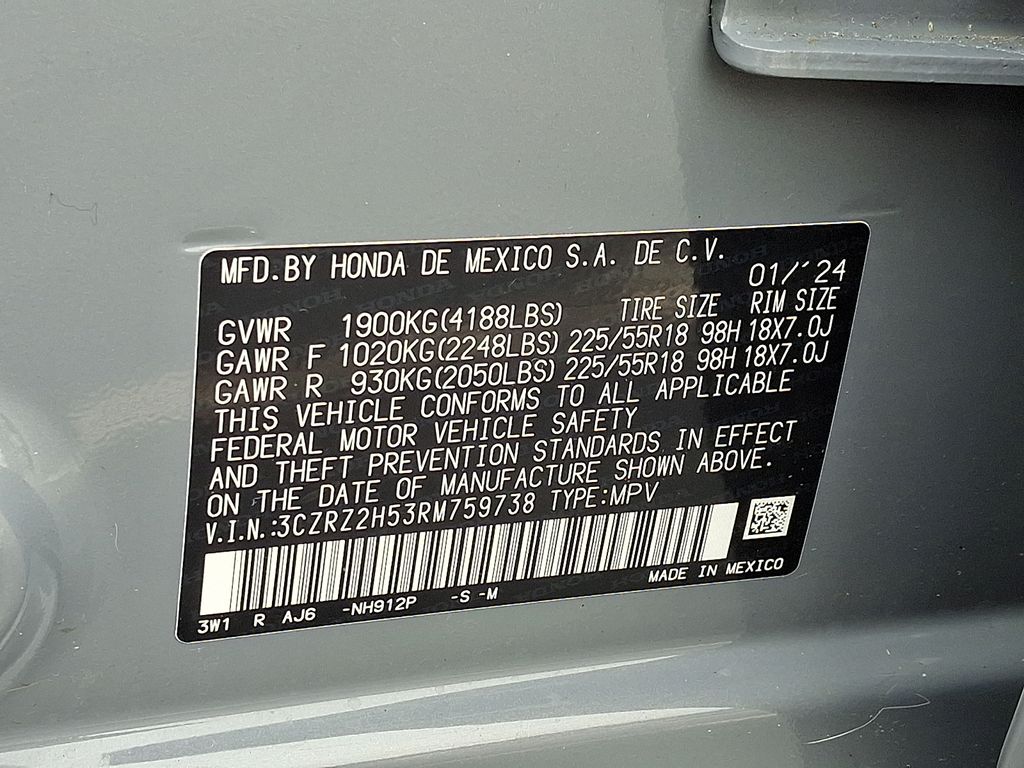 MFD.BY HONDA DE MEXICO S.A. DE C.V.
01/'24
GVWR 1900KG(4188LBS) TIRE SIZE RIM SIZE
GAWR F 1020KG(2248LBS) 225/55R18 98H 18X7.0J
GAWR R 930KG(2050LBS) 225/55R18 98H 18X7.0J
THIS VEHICLE CONFORMS TO ALL APPLICABLE
FEDERAL MOTOR VEHICLE SAFETY
AND THEFT PREVENTION STANDARDS IN EFFECT
ON THE DATE OF MANUFACTURE SHOWN ABOVE.
V.I.N.:3CZRZ2H53RM759738 TYPE:MPV
MADE IN MEXICO
3W1 R AJ6 -NH912P -S -M